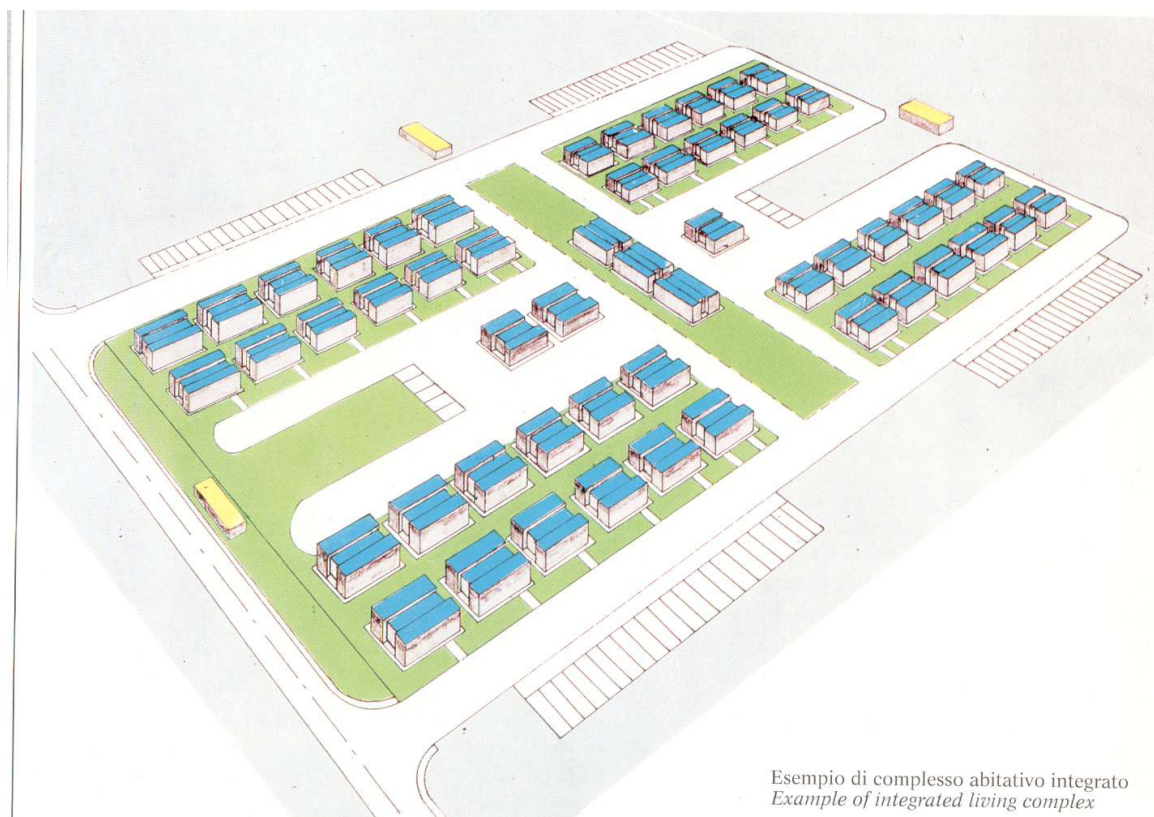 Esempio di complesso abitativo integrato
Example of integrated living complex